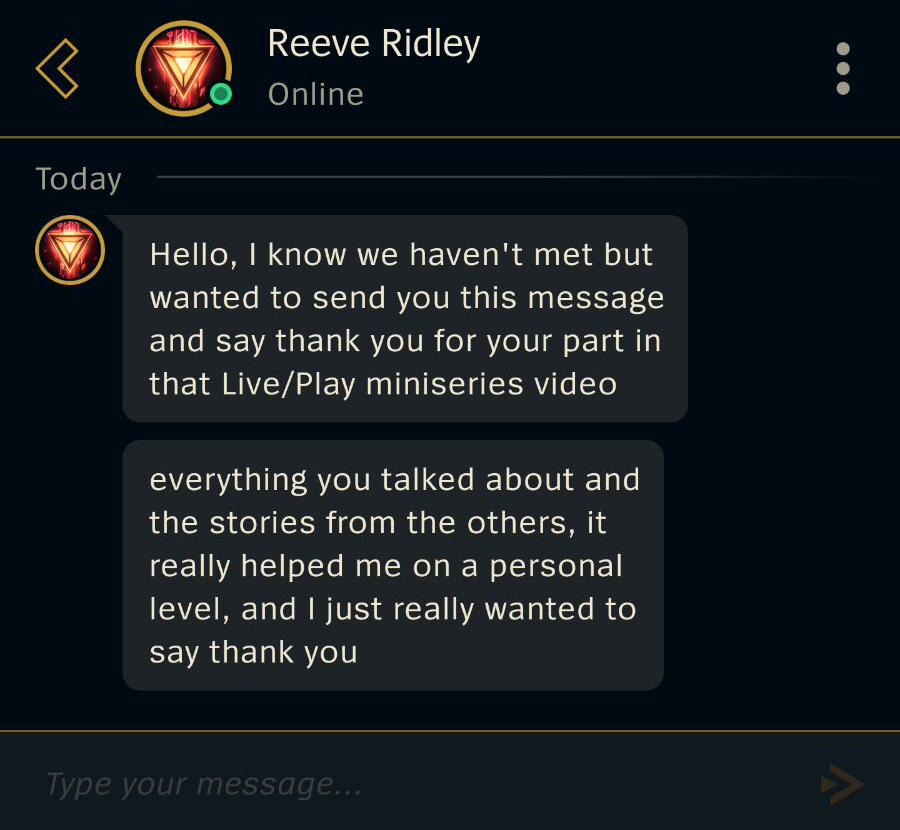 Reeve Ridley
Online
Today
Hello, I know we haven't met but
wanted to send you this message
and say thank you for your part in
that Live/Play miniseries video
everything you talked about and
the stories from the others, it
really helped me on a personal
level, and I just really wanted to
say thank you
Type your message...